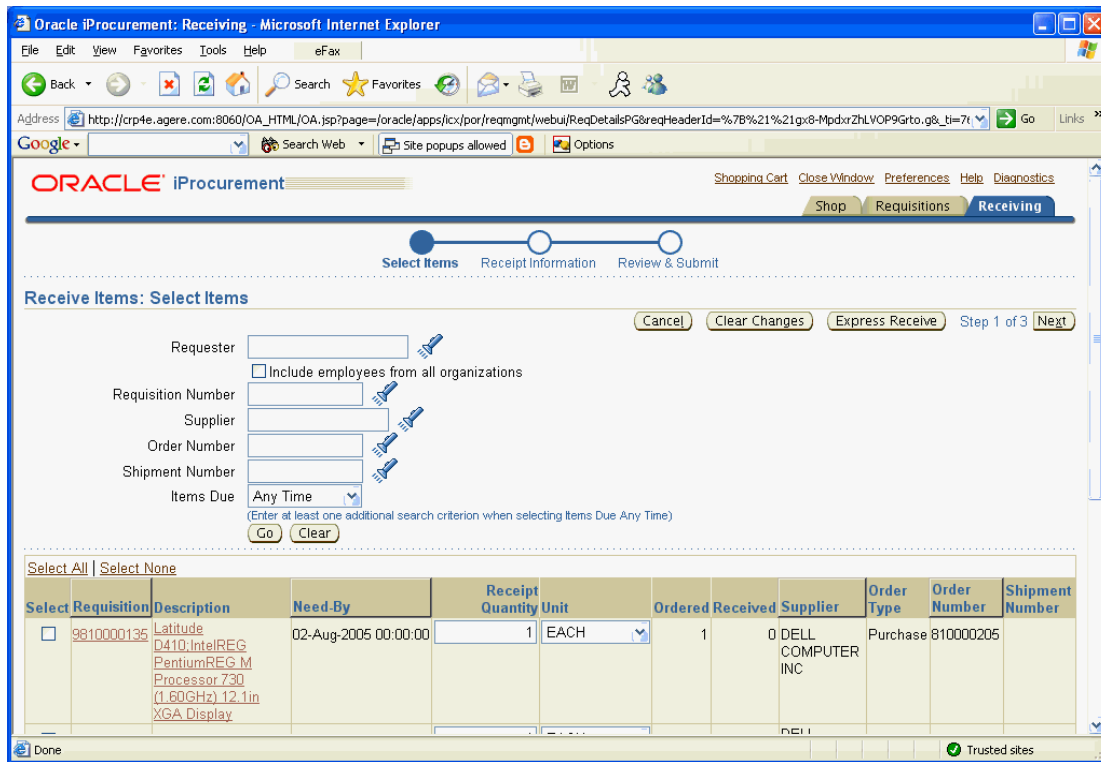 Oracle iProcurement: Receiving - Microsoft Internet Explorer
File Edit View Favorites Tools Help eFax
Back Search Favorites
Address http://crp4e.agere.com:8060/OA_HTML/OA.jsp?page=/oracle/apps/icx/por/reqmgmt/webui/ReqDetailsPG&reqHeaderId=%7B%21%21gx8-MpdxrZhLVOP9Grto.g&_ti=7 Go Links »
Google Search Web Site popups allowed Options
ORACLE iProcurement
Shopping Cart Close Window Preferences Help Diagnostics
Shop Requisitions Receiving
Select Items Receipt Information Review & Submit
Receive Items: Select Items
Cancel Clear Changes Express Receive Step 1 of 3 Next
Requester
Include employees from all organizations
Requisition Number
Supplier
Order Number
Shipment Number
Items Due Any Time
(Enter at least one additional search criterion when selecting Items Due Any Time)
Go Clear
Select All | Select None
Select Requisition Description Need-By Receipt Quantity Unit Ordered Received Supplier Order Type Order Number Shipment Number
9810000135 Latitude 02-Aug-2005 00:00:00 1 EACH 1 0 DELL Purchase 810000205
D410;IntelREG COMPUTER
PentiumREG M INC
Processor 730
(1.60GHz) 12.1in
XGA Display
Done Trusted sites